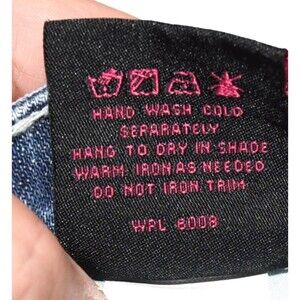 HAND WASH COLD
SEPARATELY
HANG TO DRY IN SHADE
WARM IRON AS NEEDED
DO NOT IRON TRIM
WPL 8008